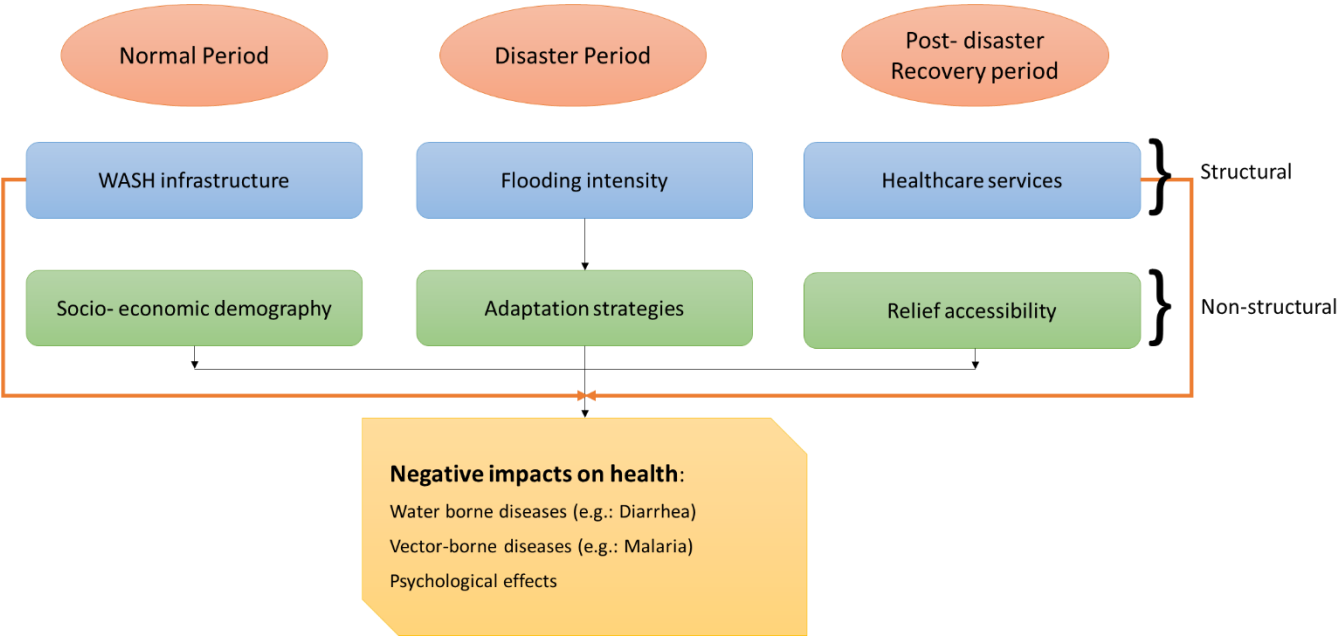 Normal Period
Disaster Period
Post- disaster
Recovery period
WASH infrastructure
Flooding intensity
Healthcare services
} Structural
Socio- economic demography
Adaptation strategies
Relief accessibility
} Non-structural
Negative impacts on health:
Water borne diseases (e.g.: Diarrhea)
Vector-borne diseases (e.g.: Malaria)
Psychological effects